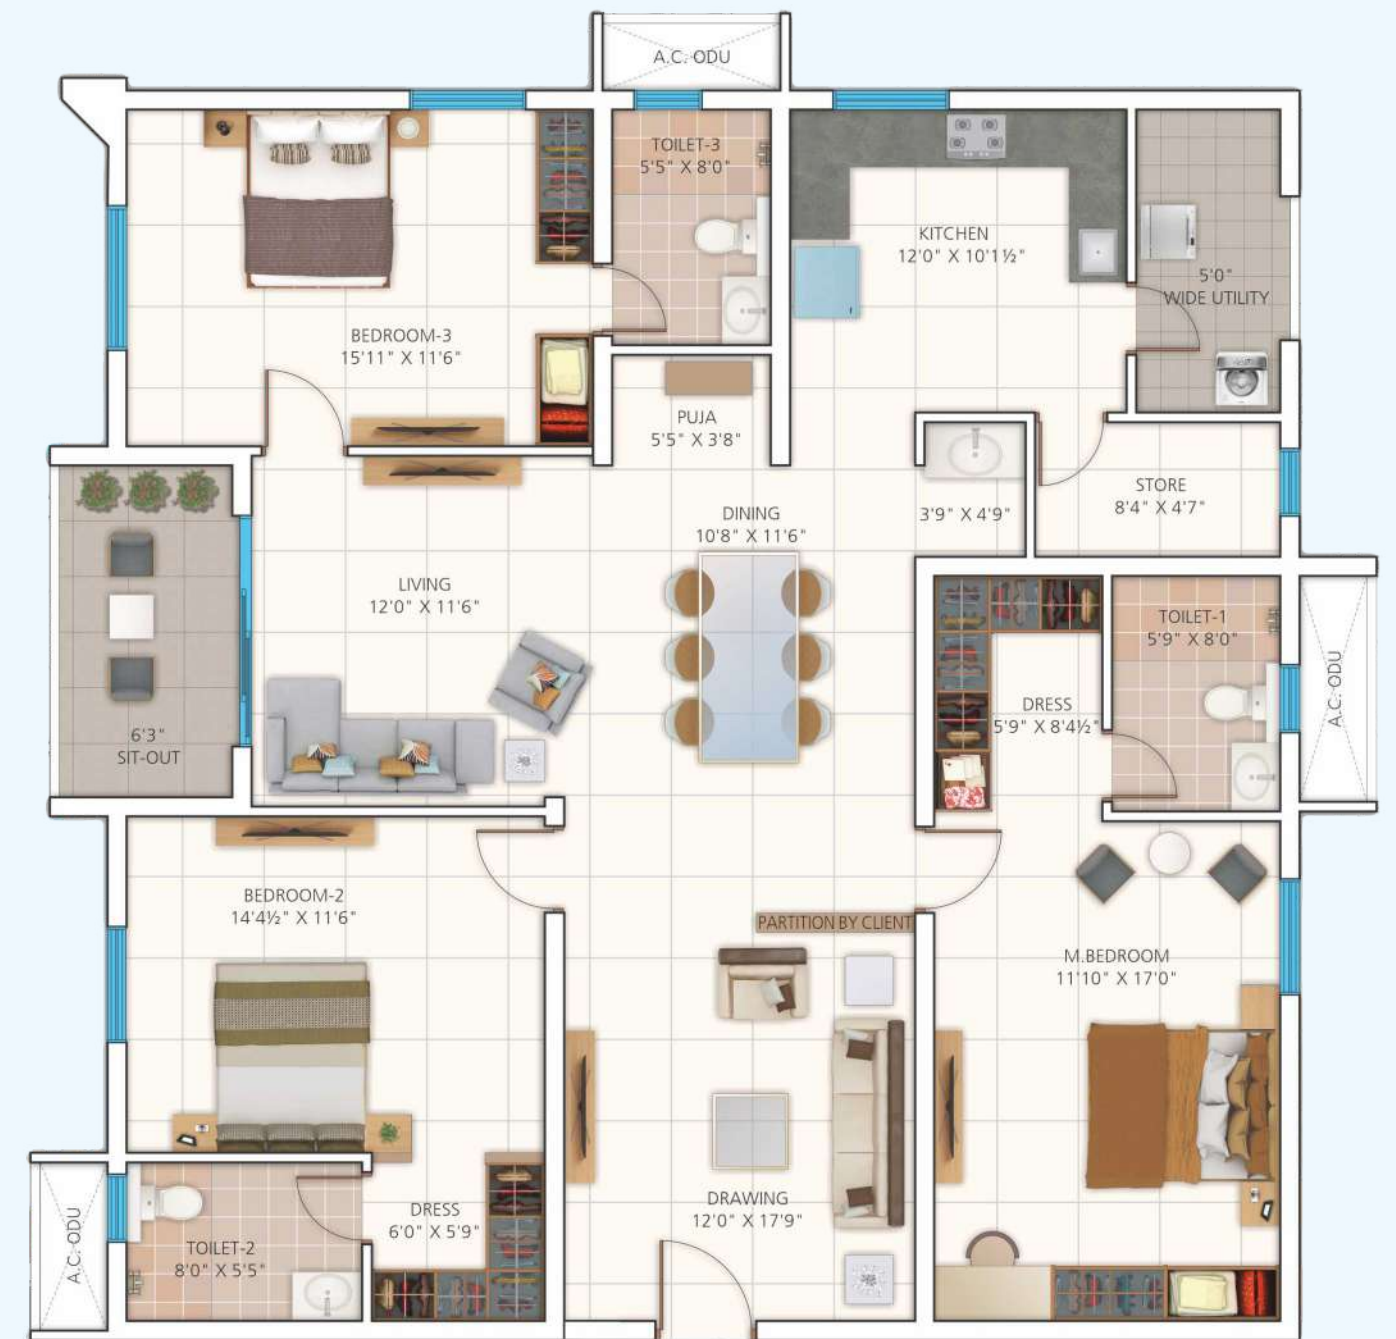 A.C. ODU
TOILET-3
5'5" X 8'0"
KITCHEN
12'0" X 10'1½"
5'0"
WIDE UTILITY
BEDROOM-3
15'11" X 11'6"
PUJA
5'5" X 3'8"
STORE
8'4" X 4'7"
3'9" X 4'9"
DINING
10'8" X 11'6"
LIVING
12'0" X 11'6"
TOILET-1
5'9" X 8'0"
A.C. ODU
DRESS
5'9" X 8'4½"
6'3"
SIT-OUT
BEDROOM-2
14'4½" X 11'6"
PARTITION BY CLIENT
M.BEDROOM
11'10" X 17'0"
DRAWING
12'0" X 17'9"
DRESS
6'0" X 5'9"
TOILET-2
8'0" X 5'5"
A.C. ODU